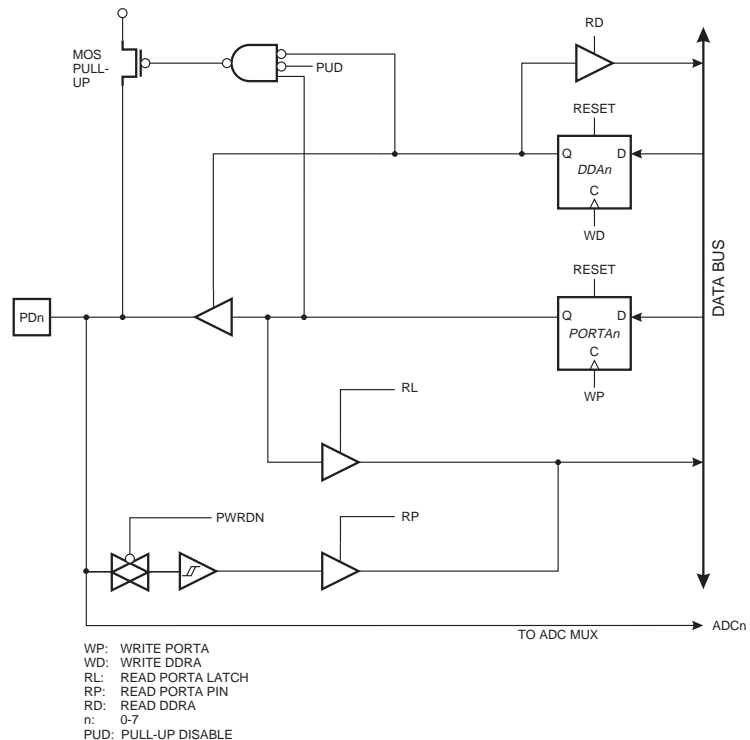 RD
MOS
PULL-
UP
PUD
RESET
Q D
DDAn
C
WD
DATA BUS
RESET
PDn
Q D
PORTAn
C
WP
RL
PWRDN
RP
TO ADC MUX
ADCn
WP: WRITE PORTA
WD: WRITE DDRA
RL: READ PORTA LATCH
RP: READ PORTA PIN
RD: READ DDRA
n: 0-7
PUD: PULL-UP DISABLE